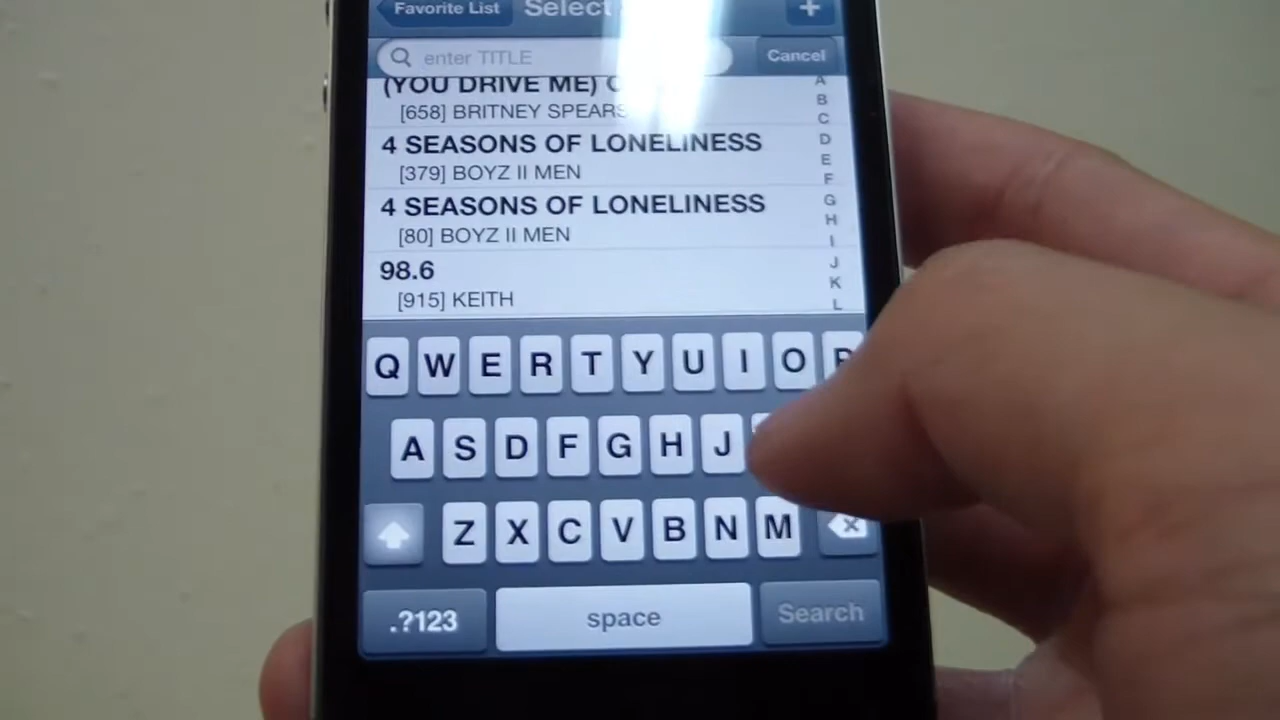 Favorite List Select +
enter TITLE Cancel
(YOU DRIVE ME)
[658] BRITNEY SPEARS
4 SEASONS OF LONELINESS
[379] BOYZ II MEN
4 SEASONS OF LONELINESS
[80] BOYZ II MEN
98.6
[915] KEITH
A
B
C
D
E
F
G
H
I
J
K
L
Q W E R T Y U I O P
A S D F G H J
Z X C V B N M
.?123 space Search